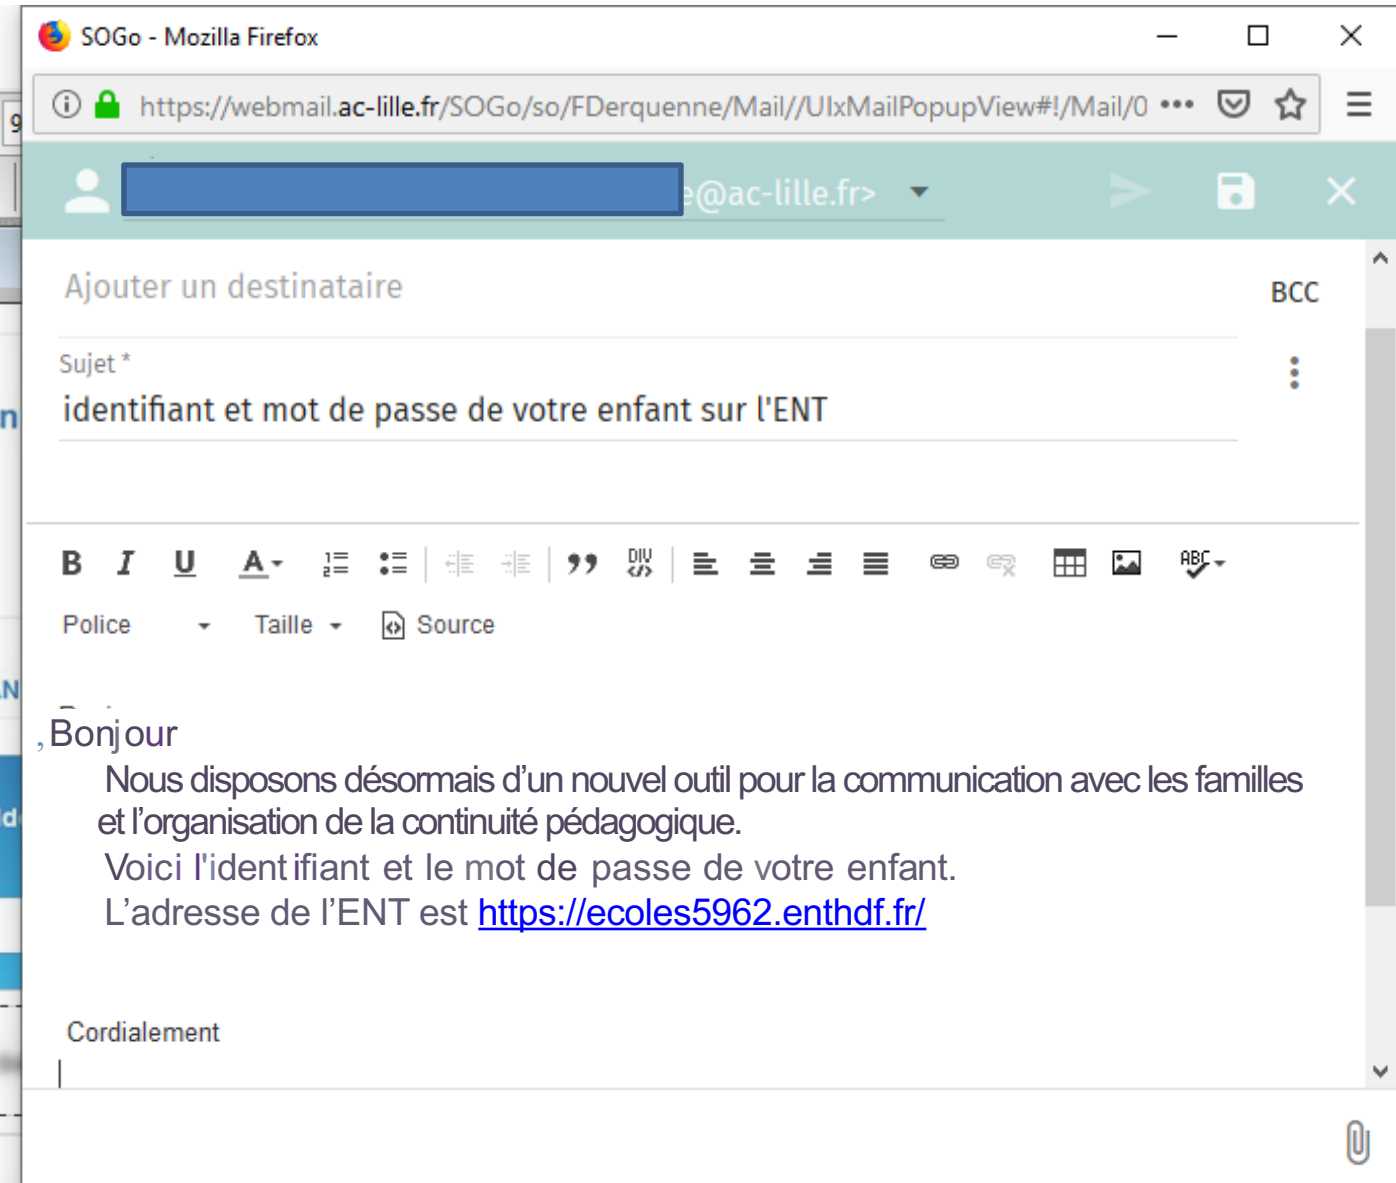 SOGo - Mozilla Firefox
https://webmail.ac-lille.fr/SOGo/so/FDerquenne/Mail//UIxMailPopupView#!/Mail/0
e@ac-lille.fr>
Ajouter un destinataire
BCC
Sujet *
identifiant et mot de passe de votre enfant sur l'ENT
B I U A DIV ABC
Police Taille Source
,Bonjour
Nous disposons désormais d’un nouvel outil pour la communication avec les familles
et l’organisation de la continuité pédagogique.
Voici l'identifiant et le mot de passe de votre enfant.
L’adresse de l’ENT est https://ecoles5962.enthdf.fr/
Cordialement